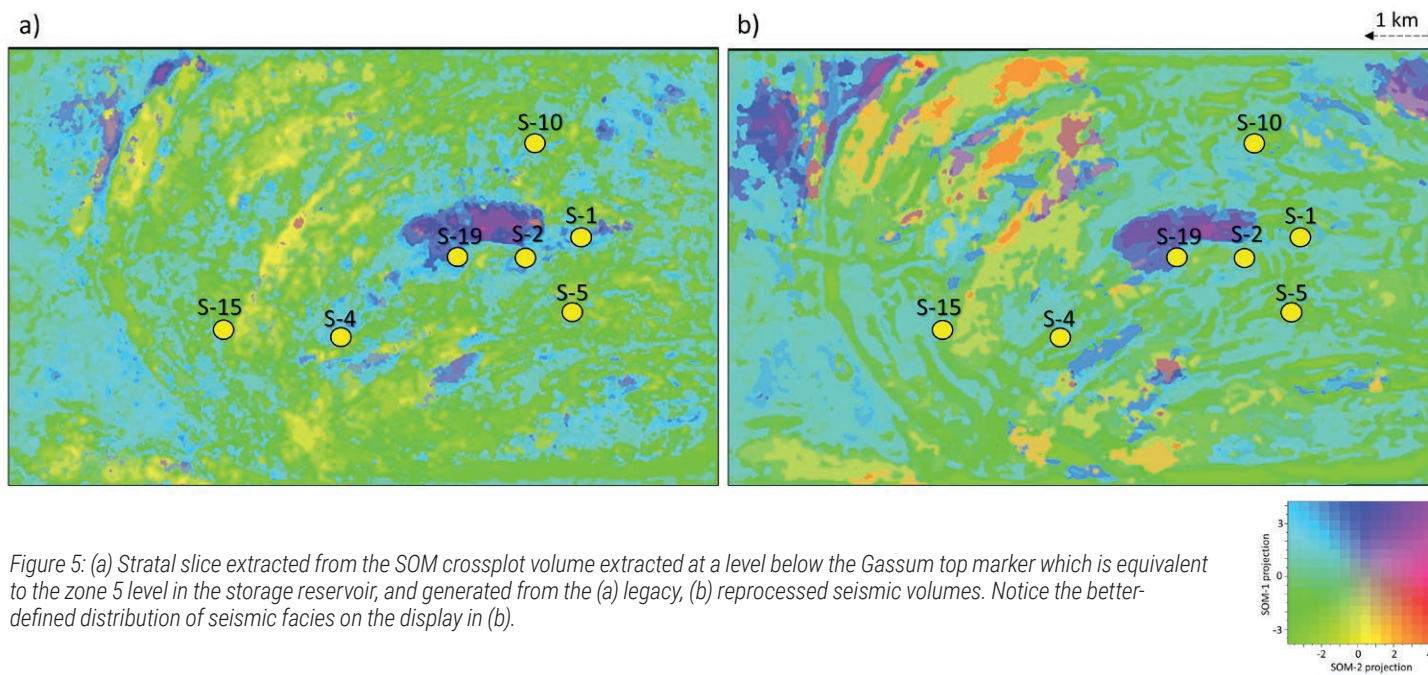 a)
b)
1 km
S-10
S-1
S-19
S-2
S-5
S-15
S-4
S-10
S-1
S-19
S-2
S-5
S-15
S-4
Figure 5: (a) Stratal slice extracted from the SOM crossplot volume extracted at a level below the Gassum top marker which is equivalent
to the zone 5 level in the storage reservoir, and generated from the (a) legacy, (b) reprocessed seismic volumes. Notice the better-
defined distribution of seismic facies on the display in (b).
SOM-1 projection
3
0
-3
-2 0 2 4
SOM-2 projection